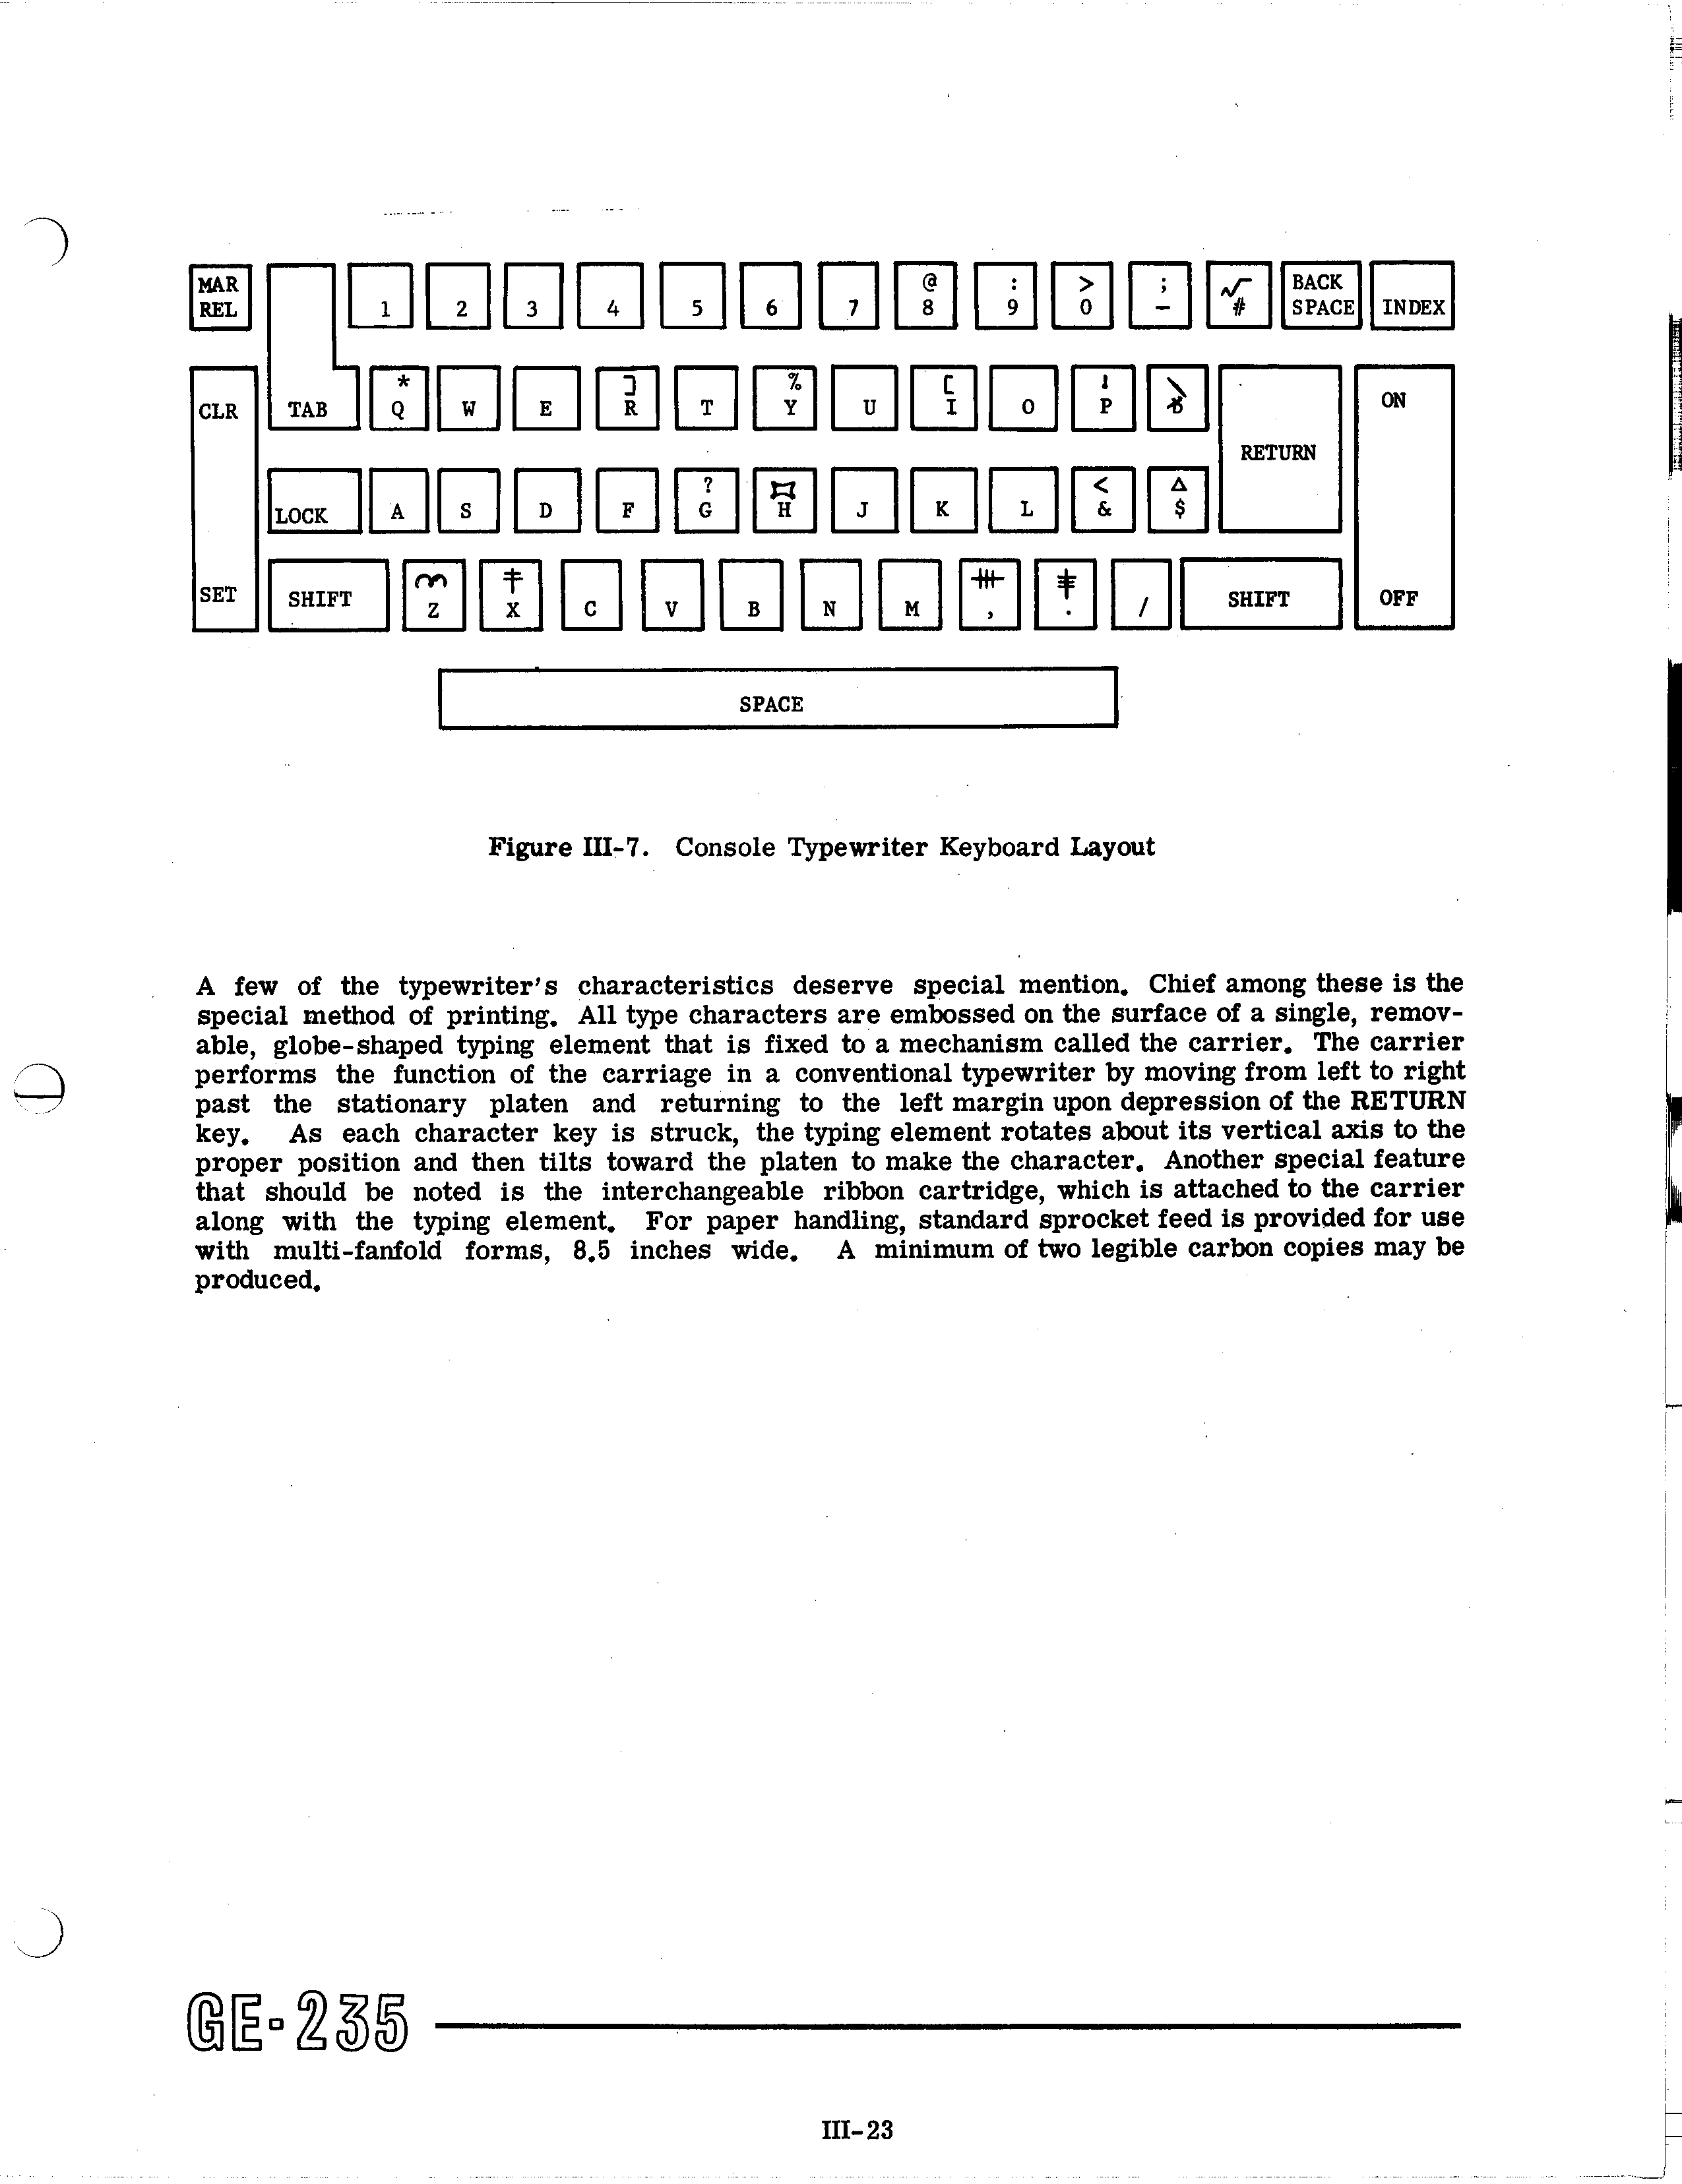 MAR REL 1 2 3 4 5 6 7 @ 8 : 9 > 0 ; - √ # BACK SPACE INDEX
CLR TAB * Q W E ] R T % Y U [ I O ! P \ RETURN ON
LOCK A S D F ? G H J K L < & Δ $
SET SHIFT Z X C V B N M , . / SHIFT OFF
SPACE
Figure III-7. Console Typewriter Keyboard Layout
A few of the typewriter's characteristics deserve special mention. Chief among these is the
special method of printing. All type characters are embossed on the surface of a single, remov-
able, globe-shaped typing element that is fixed to a mechanism called the carrier. The carrier
performs the function of the carriage in a conventional typewriter by moving from left to right
past the stationary platen and returning to the left margin upon depression of the RETURN
key. As each character key is struck, the typing element rotates about its vertical axis to the
proper position and then tilts toward the platen to make the character. Another special feature
that should be noted is the interchangeable ribbon cartridge, which is attached to the carrier
along with the typing element. For paper handling, standard sprocket feed is provided for use
with multi-fanfold forms, 8.5 inches wide. A minimum of two legible carbon copies may be
produced.
GE-235
III-23